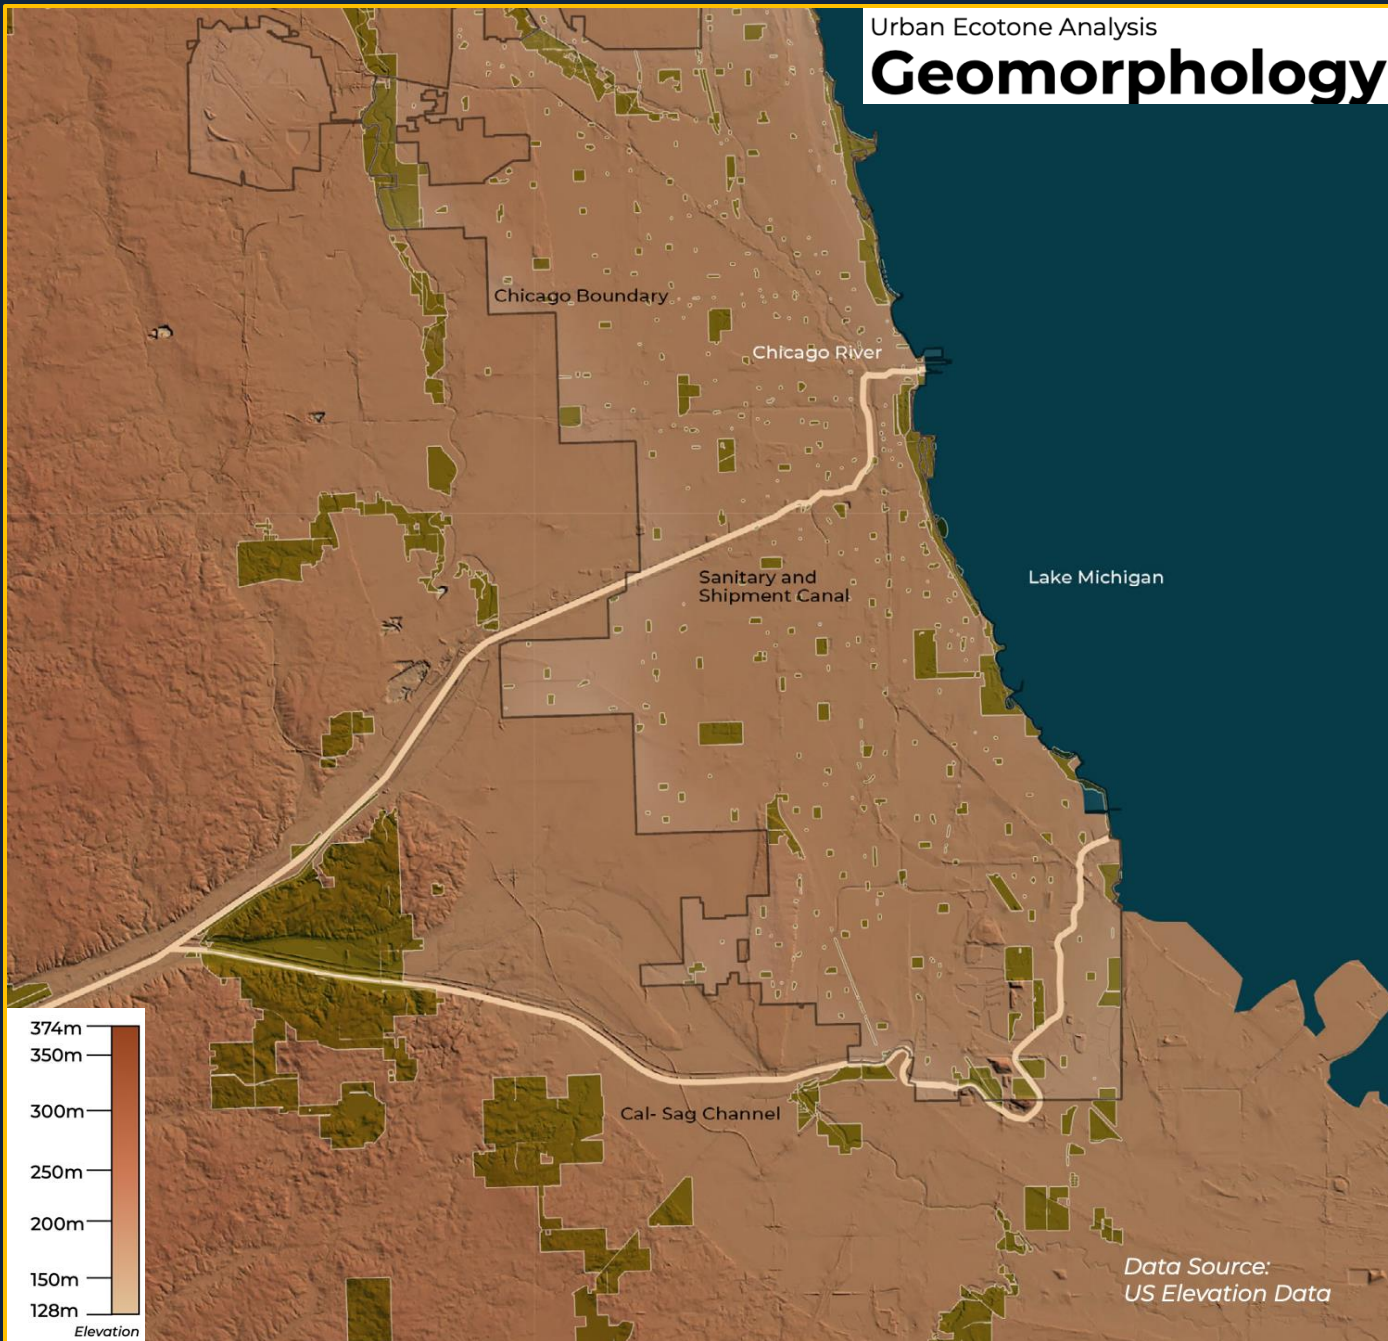 Urban Ecotone Analysis
Geomorphology
Chicago Boundary
Chicago River
Sanitary and
Shipment Canal
Lake Michigan
Cal- Sag Channel
374m
350m
300m
250m
200m
150m
128m
Elevation
Data Source:
US Elevation Data